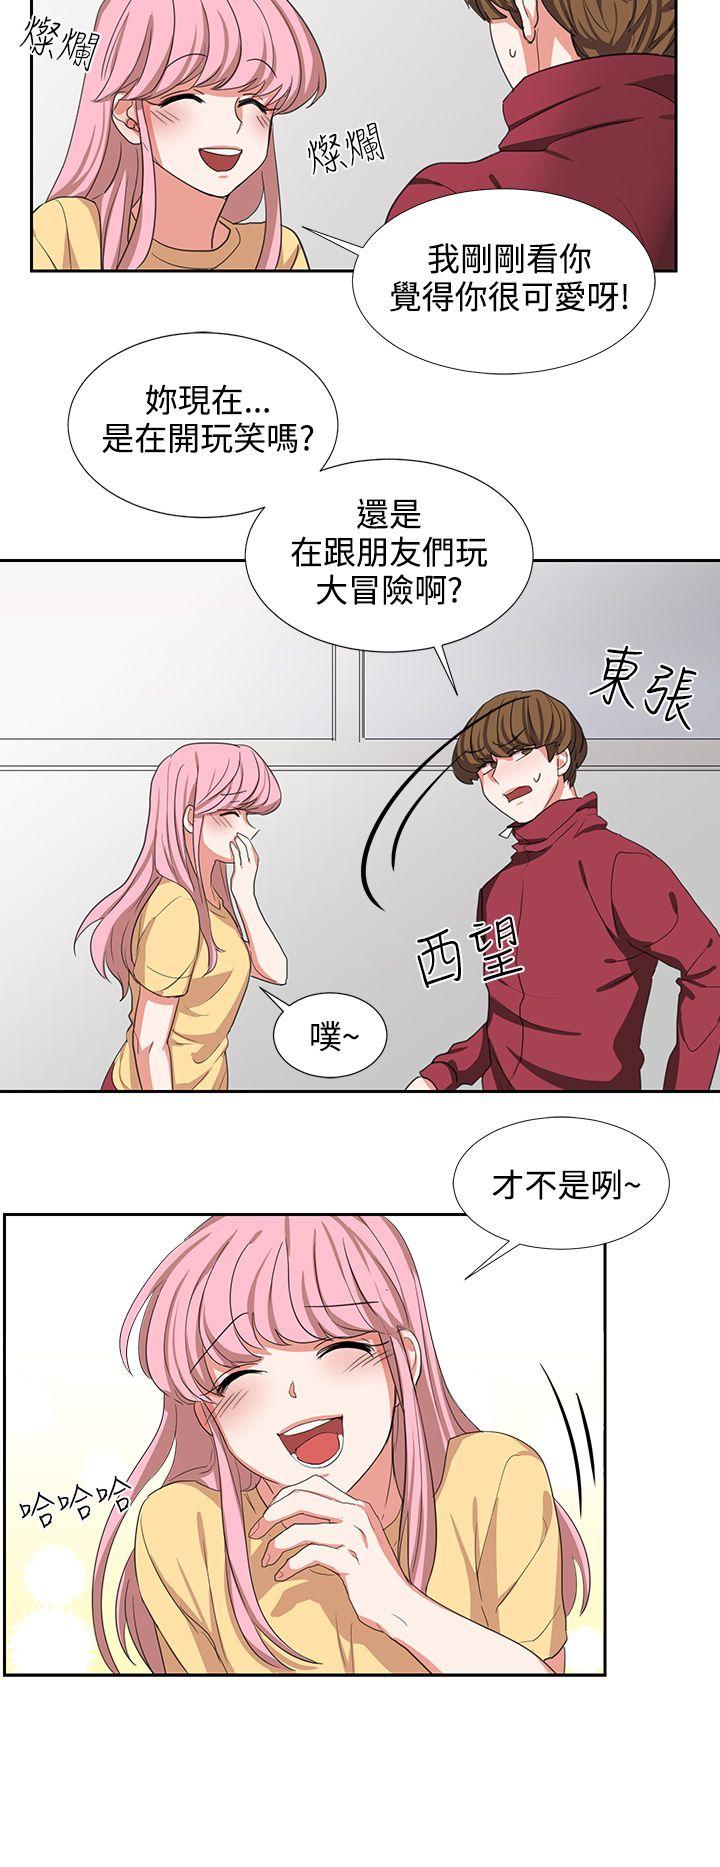 燦爛
燦爛
我剛剛看你
覺得你很可愛呀!
妳現在...
是在開玩笑嗎?
還是
在跟朋友們玩
大冒險啊?
東張
西望
噗~
才不是咧~
哈哈哈